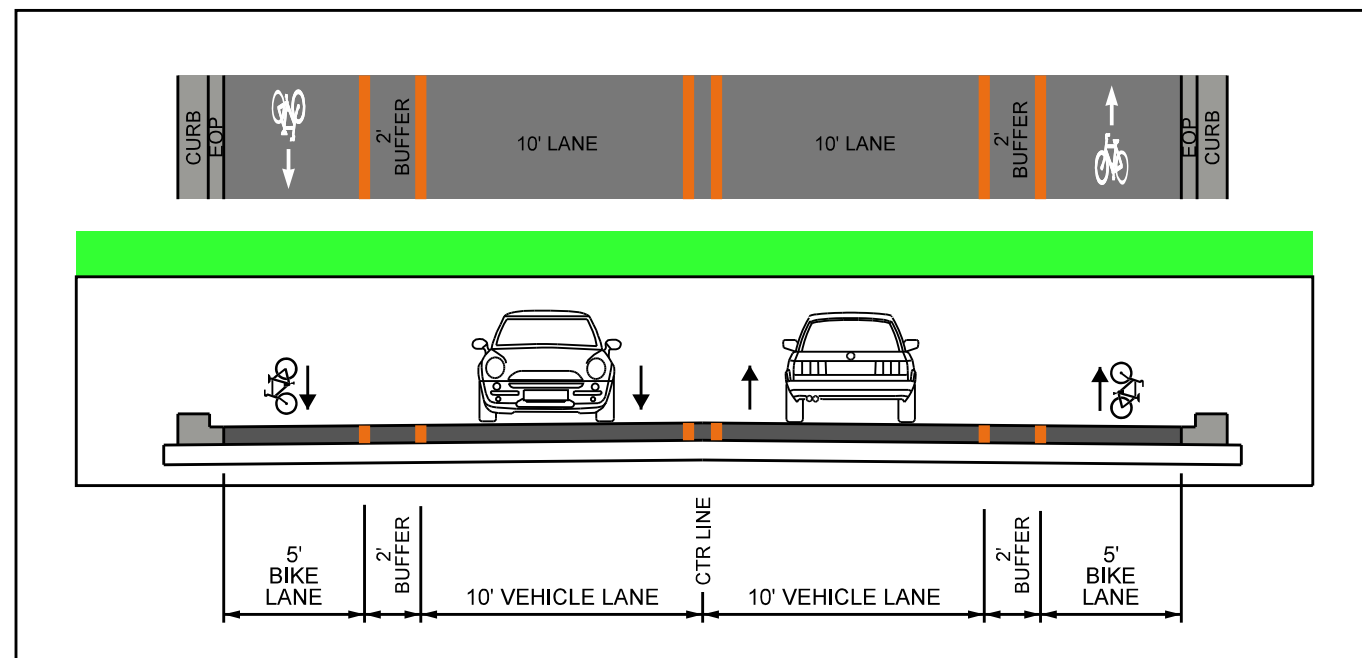 CURB
EOP
2'
BUFFER
10' LANE
10' LANE
2'
BUFFER
EOP
CURB
5'
BIKE
LANE
2'
BUFFER
10' VEHICLE LANE
CTR LINE
10' VEHICLE LANE
2'
BUFFER
5'
BIKE
LANE